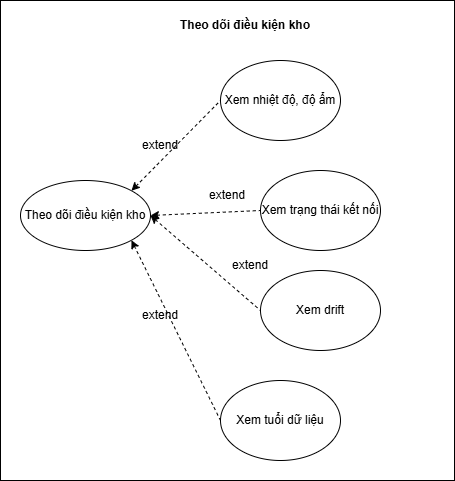 Theo dõi điều kiện kho
Xem nhiệt độ, độ ẩm
extend
extend
Xem trạng thái kết nối
Theo dõi điều kiện kho
extend
Xem drift
extend
Xem tuổi dữ liệu